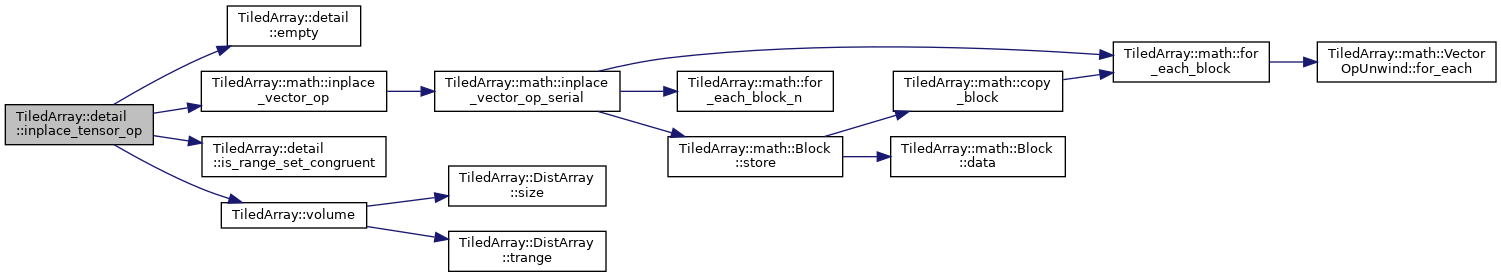 TiledArray::detail
::inplace_tensor_op
TiledArray::detail
::empty
TiledArray::math::inplace
_vector_op
TiledArray::detail
::is_range_set_congruent
TiledArray::volume
TiledArray::math::inplace
_vector_op_serial
TiledArray::DistArray
::size
TiledArray::DistArray
::trange
TiledArray::math::for
_each_block_n
TiledArray::math::Block
::store
TiledArray::math::copy
_block
TiledArray::math::Block
::data
TiledArray::math::for
_each_block
TiledArray::math::Vector
OpUnwind::for_each